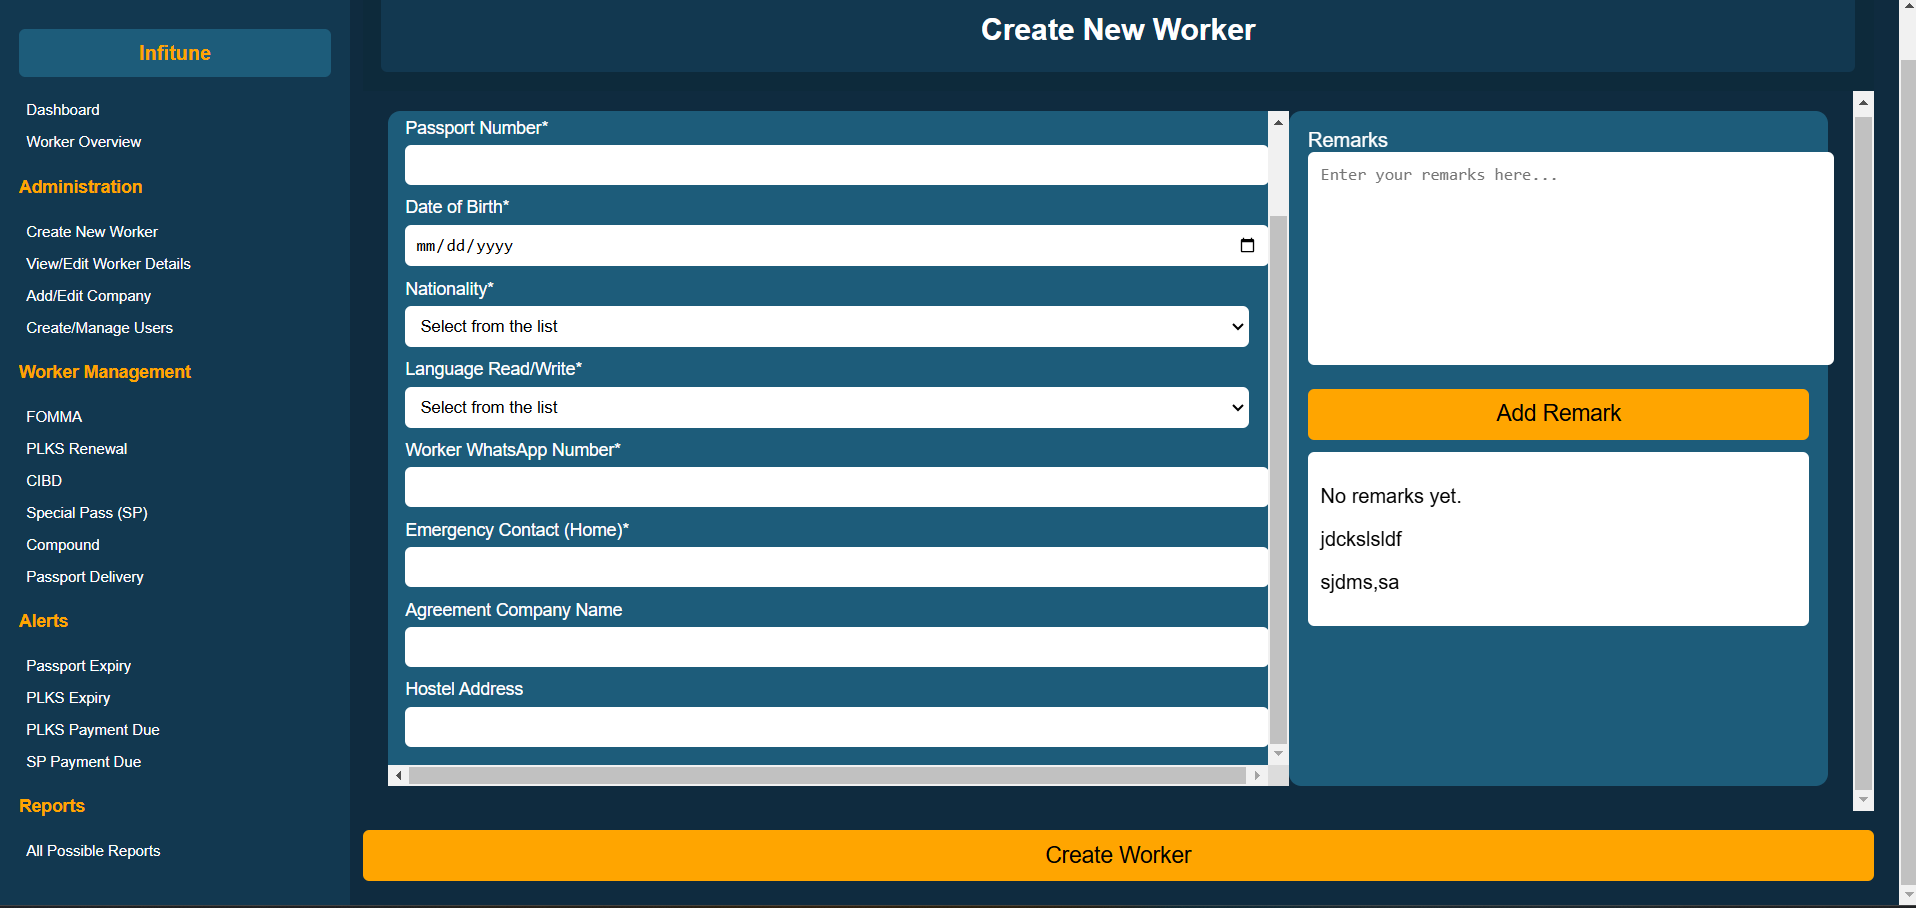 Infitune
Dashboard
Worker Overview
Administration
Create New Worker
View/Edit Worker Details
Add/Edit Company
Create/Manage Users
Worker Management
FOMMA
PLKS Renewal
CIBD
Special Pass (SP)
Compound
Passport Delivery
Alerts
Passport Expiry
PLKS Expiry
PLKS Payment Due
SP Payment Due
Reports
All Possible Reports
Create New Worker
Passport Number*
Date of Birth*
mm/dd/yyyy
Nationality*
Select from the list
Language Read/Write*
Select from the list
Worker WhatsApp Number*
Emergency Contact (Home)*
Agreement Company Name
Hostel Address
Remarks
Enter your remarks here...
Add Remark
No remarks yet.
jdckslsldf
sjdms,sa
Create Worker